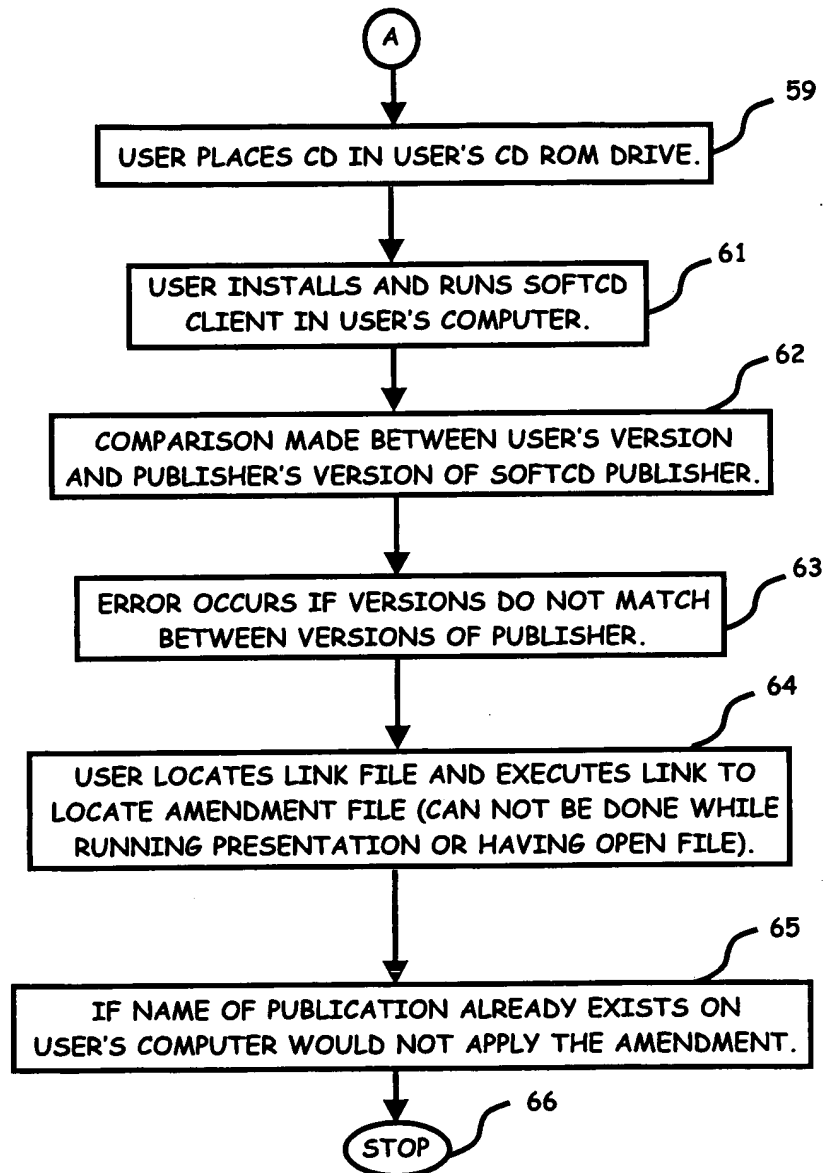 A
59
USER PLACES CD IN USER'S CD ROM DRIVE.
61
USER INSTALLS AND RUNS SOFTCD
CLIENT IN USER'S COMPUTER.
62
COMPARISON MADE BETWEEN USER'S VERSION
AND PUBLISHER'S VERSION OF SOFTCD PUBLISHER.
63
ERROR OCCURS IF VERSIONS DO NOT MATCH
BETWEEN VERSIONS OF PUBLISHER.
64
USER LOCATES LINK FILE AND EXECUTES LINK TO
LOCATE AMENDMENT FILE (CAN NOT BE DONE WHILE
RUNNING PRESENTATION OR HAVING OPEN FILE).
65
IF NAME OF PUBLICATION ALREADY EXISTS ON
USER'S COMPUTER WOULD NOT APPLY THE AMENDMENT.
66
STOP